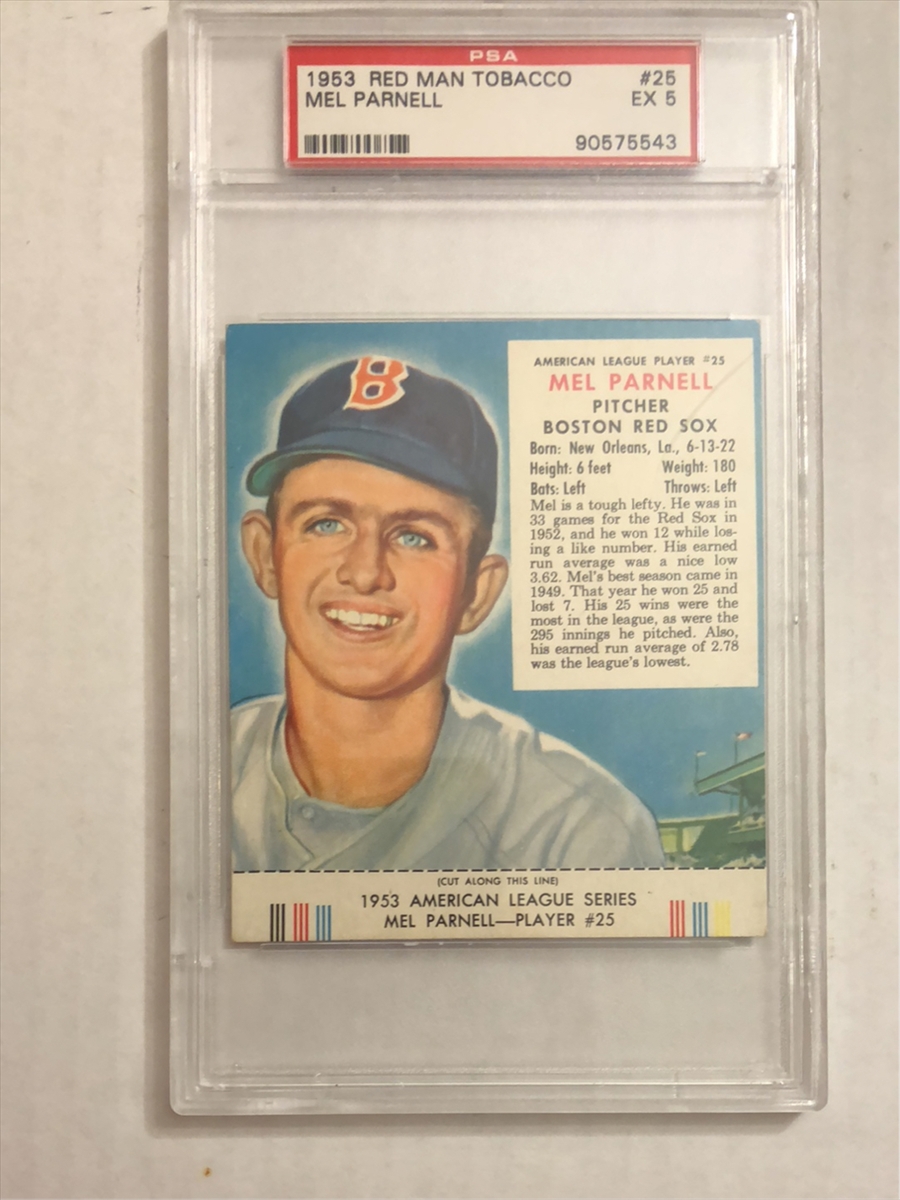 PSA
1953 RED MAN TOBACCO #25
MEL PARNELL EX 5
90575543
B
AMERICAN LEAGUE PLAYER #25
MEL PARNELL
PITCHER
BOSTON RED SOX
Born: New Orleans, La., 6-13-22
Height: 6 feet Weight: 180
Bats: Left Throws: Left
Mel is a tough lefty. He was in
33 games for the Red Sox in
1952, and he won 12 while los-
ing a like number. His earned
run average was a nice low
3.62. Mel's best season came in
1949. That year he won 25 and
lost 7. His 25 wins were the
most in the league, as were the
295 innings he pitched. Also,
his earned run average of 2.78
was the league's lowest.
(CUT ALONG THIS LINE)
1953 AMERICAN LEAGUE SERIES
MEL PARNELL—PLAYER #25